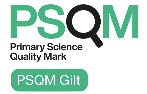 PSQM
Primary Science
Quality Mark
PSQM Gilt